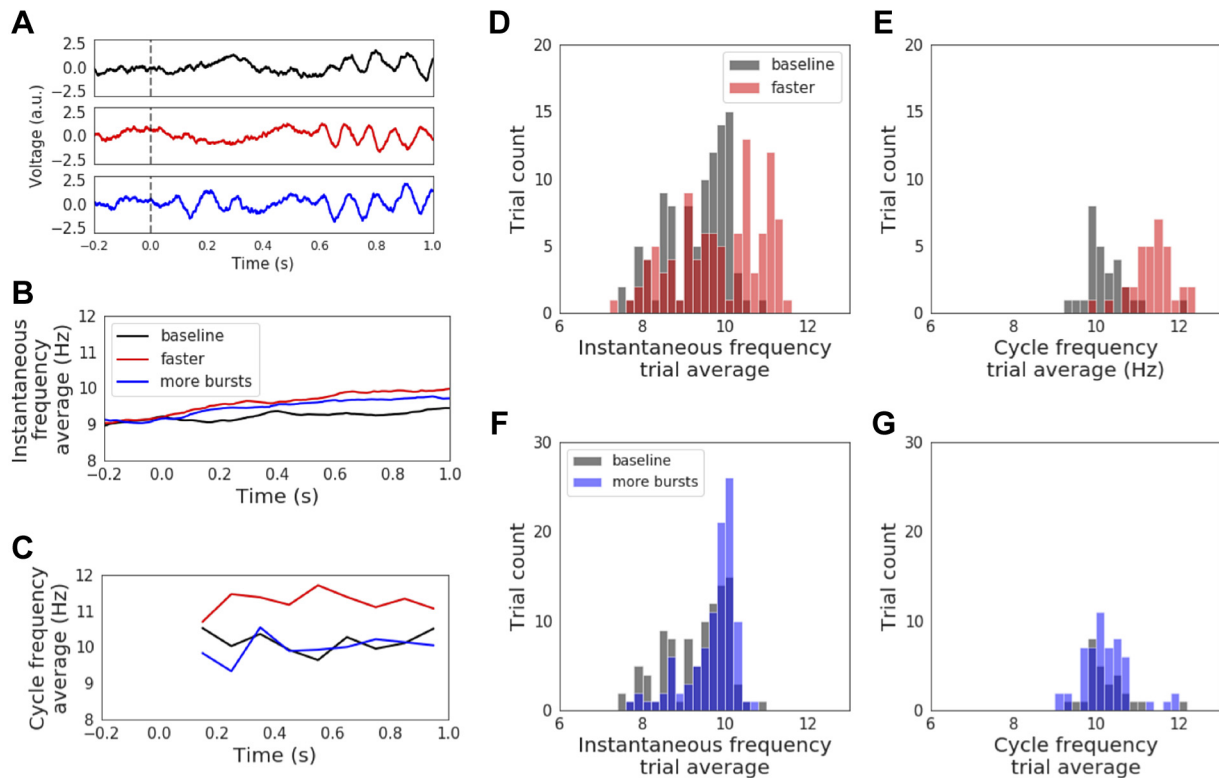 A
2.5
0.0
−2.5
2.5
0.0
−2.5
2.5
0.0
−2.5
Voltage (a.u.)
−0.2 0.0 0.2 0.4 0.6 0.8 1.0
Time (s)
B
12
11
10
9
8
Instantaneous
frequency
average (Hz)
baseline
faster
more bursts
−0.2 0.0 0.2 0.4 0.6 0.8 1.0
Time (s)
C
12
11
10
9
8
Cycle frequency
average (Hz)
−0.2 0.0 0.2 0.4 0.6 0.8 1.0
Time (s)
D
20
15
10
5
0
Trial count
baseline
faster
6 8 10 12
Instantaneous frequency
trial average
E
20
15
10
5
0
Trial count
6 8 10 12
Cycle frequency
trial average (Hz)
F
30
20
10
0
Trial count
baseline
more bursts
6 8 10 12
Instantaneous frequency
trial average
G
30
20
10
0
Trial count
6 8 10 12
Cycle frequency
trial average